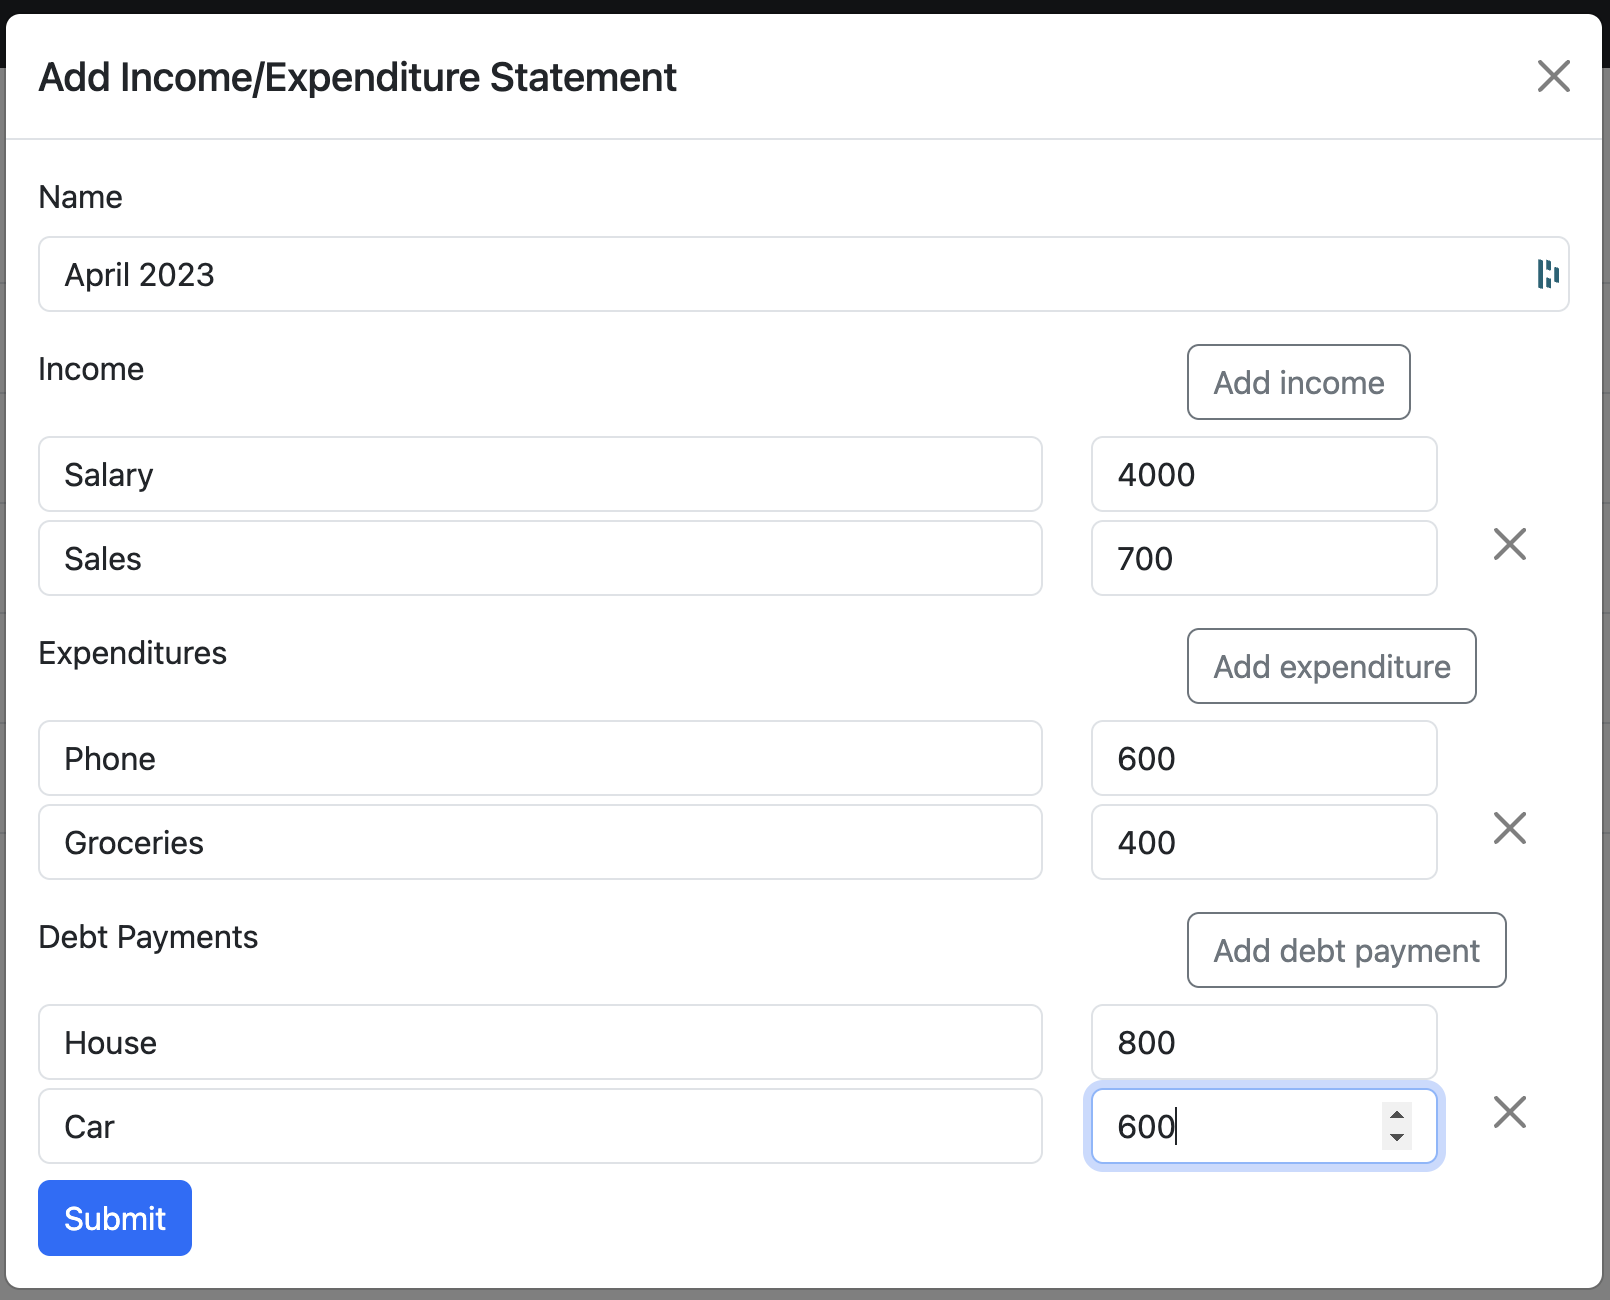 Add Income/Expenditure Statement
Name
April 2023
Income
Add income
Salary
4000
Sales
700
Expenditures
Add expenditure
Phone
600
Groceries
400
Debt Payments
Add debt payment
House
800
Car
600
Submit